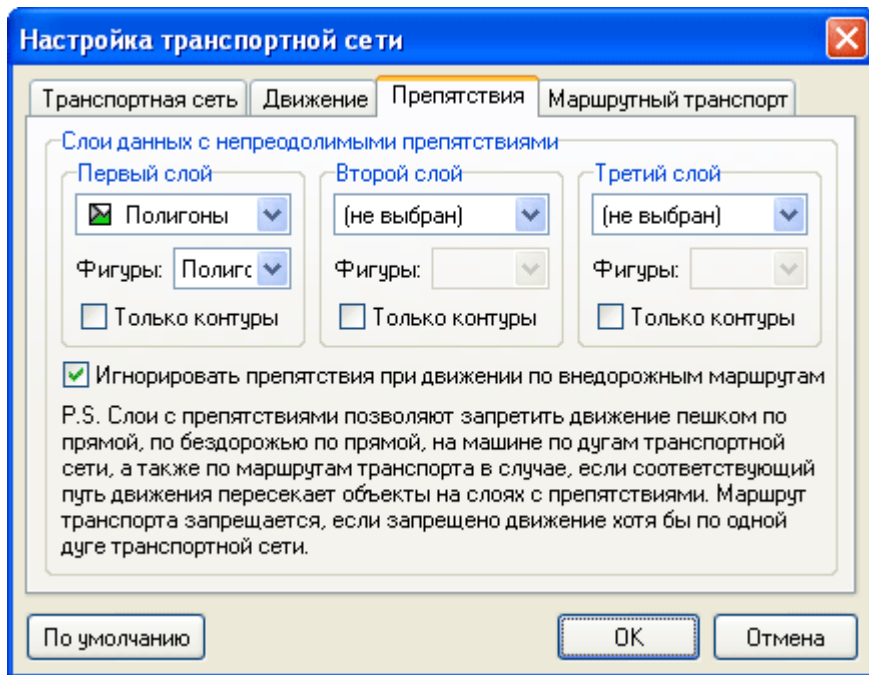 Настройка транспортной сети
Транспортная сеть Движение Препятствия Маршрутный транспорт
Слои данных с непреодолимыми препятствиями
Первый слой Второй слой Третий слой
Полигоны (не выбран) (не выбран)
Фигуры: Полиго Фигуры: Фигуры:
Только контуры Только контуры Только контуры
Игнорировать препятствия при движении по внедорожным маршрутам
P.S. Слои с препятствиями позволяют запретить движение пешком по
прямой, по бездорожью по прямой, на машине по дугам транспортной
сети, а также по маршрутам транспорта в случае, если соответствующий
путь движения пересекает объекты на слоях с препятствиями. Маршрут
транспорта запрещается, если запрещено движение хотя бы по одной
дуге транспортной сети.
По умолчанию OK Отмена